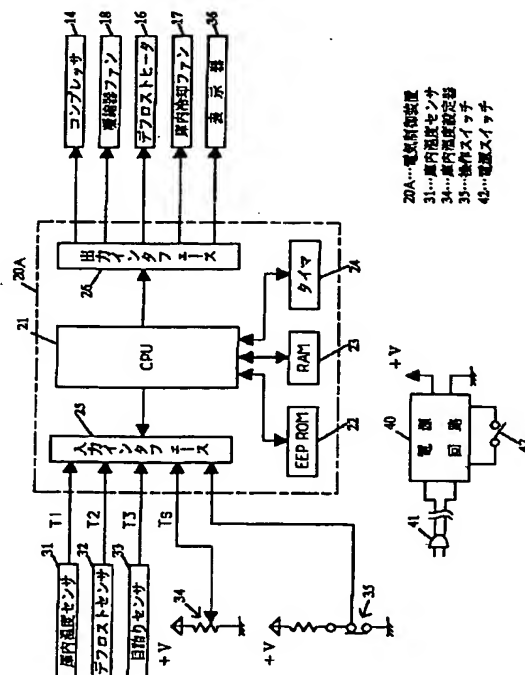 20A
21
CPU
25
入力インタフェース
26
出力インタフェース
22
EEPROM
23
RAM
24
タイマ
31
庫内温度センサ
T1
32
デフロストセンサ
T2
33
目詰りセンサ
T3
34
TS
+V
35
+V
14
コンプレッサ
18
凝縮器ファン
16
デフロストヒータ
17
庫内冷却ファン
36
表示器
40
電源回路
+V
41
42
20A…電気制御装置
31…庫内温度センサ
34…庫内温度設定器
35…操作スイッチ
42…電源スイッチ